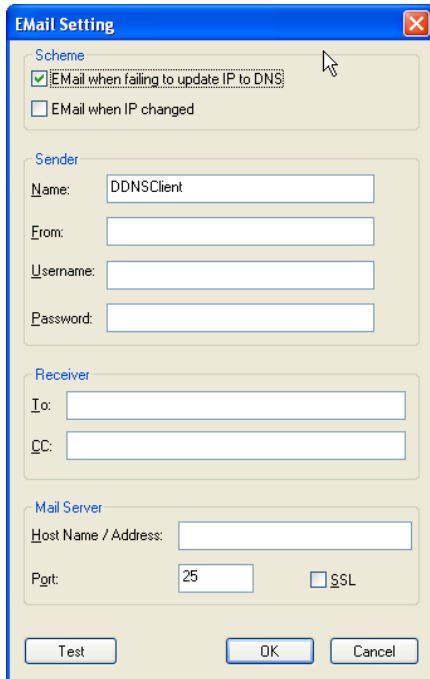 EMail Setting
Scheme
EMail when failing to update IP to DNS
EMail when IP changed
Sender
Name: DDNSClient
From:
Username:
Password:
Receiver
To:
CC:
Mail Server
Host Name / Address:
Port: 25 SSL
Test OK Cancel